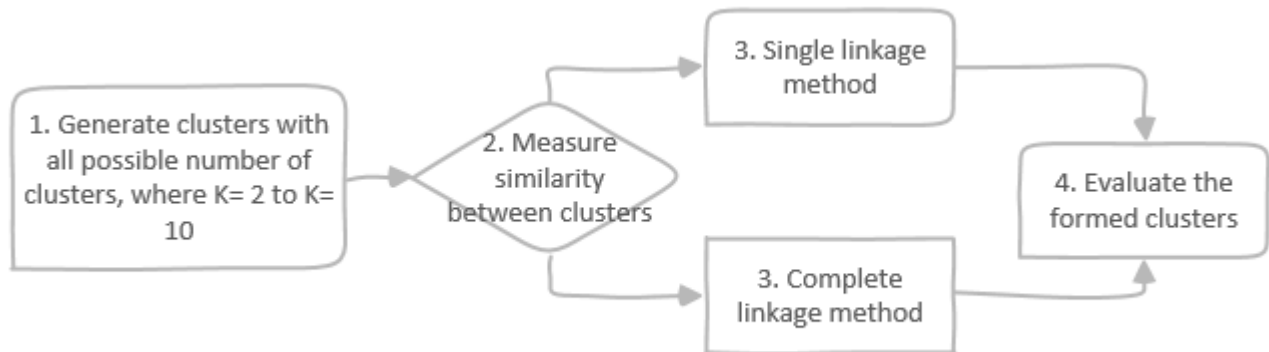 1. Generate clusters with
all possible number of
clusters, where K= 2 to K=
10
2. Measure
similarity
between clusters
3. Single linkage
method
3. Complete
linkage method
4. Evaluate the
formed clusters